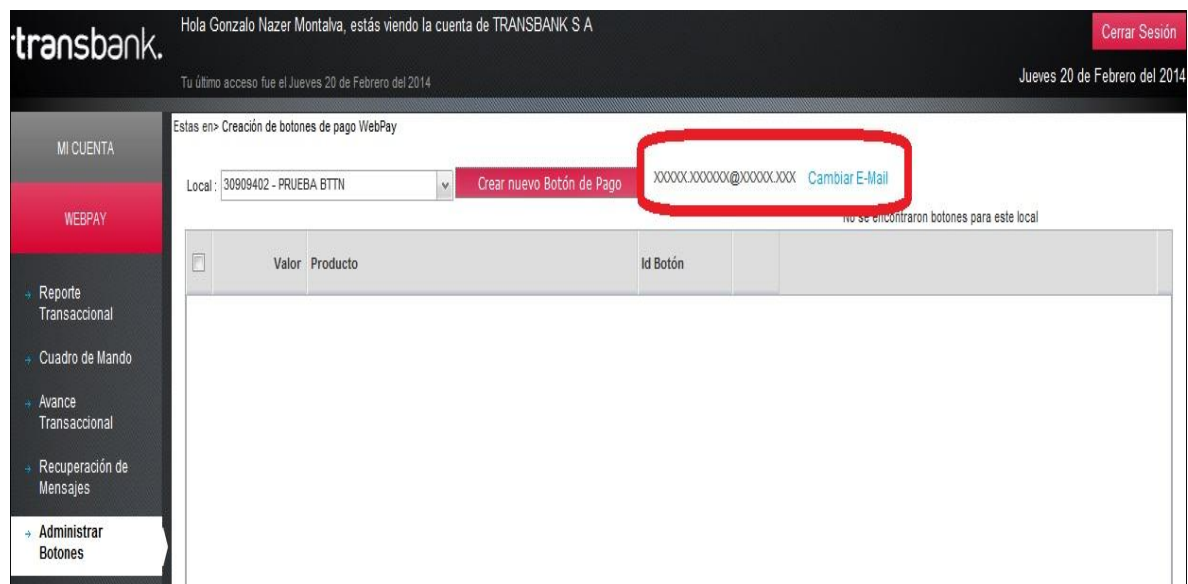 transbank.
Hola Gonzalo Nazer Montalva, estás viendo la cuenta de TRANSBANK S A
Cerrar Sesión
Tu último acceso fue el Jueves 20 de Febrero del 2014
Jueves 20 de Febrero del 2014
MI CUENTA
WEBPAY
Reporte
Transaccional
Cuadro de Mando
Avance
Transaccional
Recuperación de
Mensajes
Administrar
Botones
Estas en> Creación de botones de pago WebPay
Local : 30909402 - PRUEBA BTTN
Crear nuevo Botón de Pago
XXXXX.XXXXXX@XXXXX.XXX Cambiar E-Mail
No se encontraron botones para este local
Valor Producto Id Botón